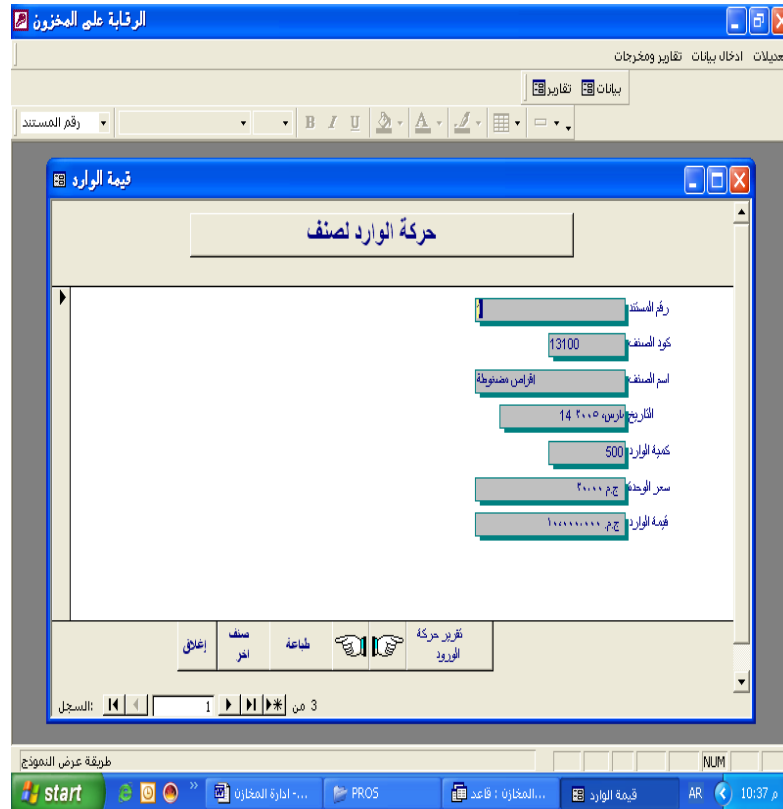 الرقابة على المخزون
تعديلات ادخال بيانات تقارير ومخرجات
بيانات تقارير
رقم المستند B I U A
قيمة الوارد
حركة الوارد لصنف
رقم المستند 1
كود الصنف 13100
اسم الصنف اقراص مضغوطة
التاريخ 14 مارس، ٢٠٠٥
كمية الوارد 500
سعر الوحدة ج.م. ٢٠.٠٠
قيمة الوارد ج.م. ١٠,٠٠٠.٠٠
تقرير حركة الورود
طباعة
صنف اخر
إغلاق
السجل: 1 من 3
طريقة عرض النموذج NUM
start ادارة المخازن -... PROS المخازن : قاعد... قيمة الوارد AR 10:37